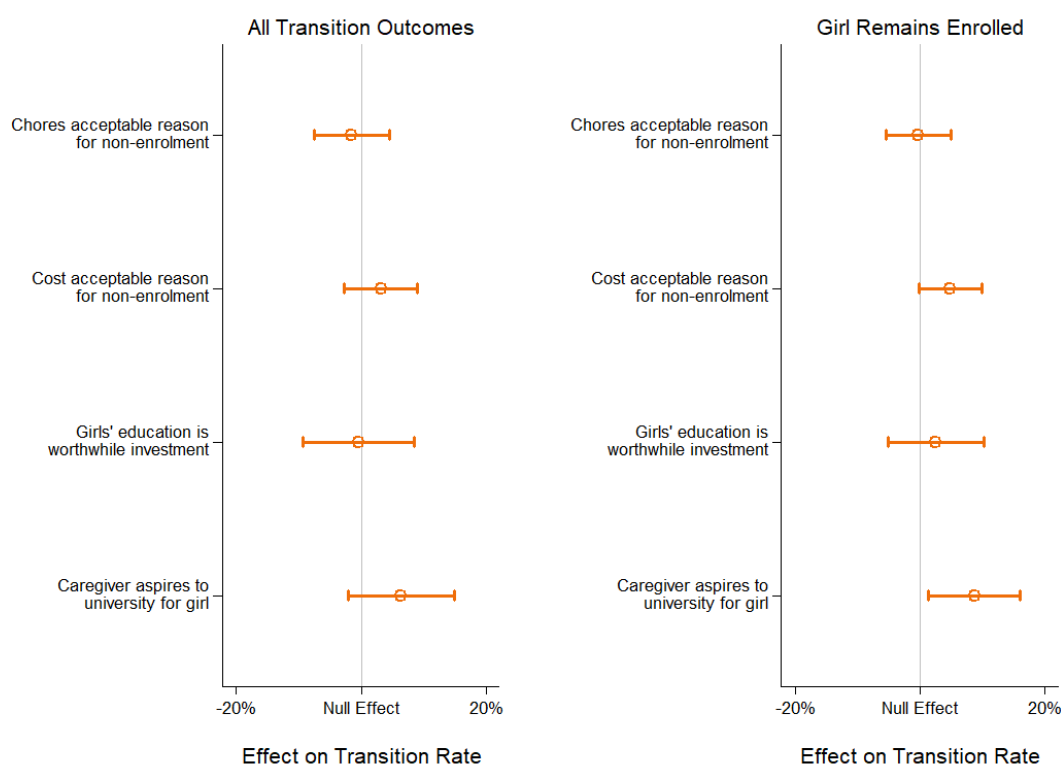 All Transition Outcomes
Chores acceptable reason
for non-enrolment
Cost acceptable reason
for non-enrolment
Girls' education is
worthwhile investment
Caregiver aspires to
university for girl
-20% Null Effect 20%
Effect on Transition Rate
Girl Remains Enrolled
Chores acceptable reason
for non-enrolment
Cost acceptable reason
for non-enrolment
Girls' education is
worthwhile investment
Caregiver aspires to
university for girl
-20% Null Effect 20%
Effect on Transition Rate